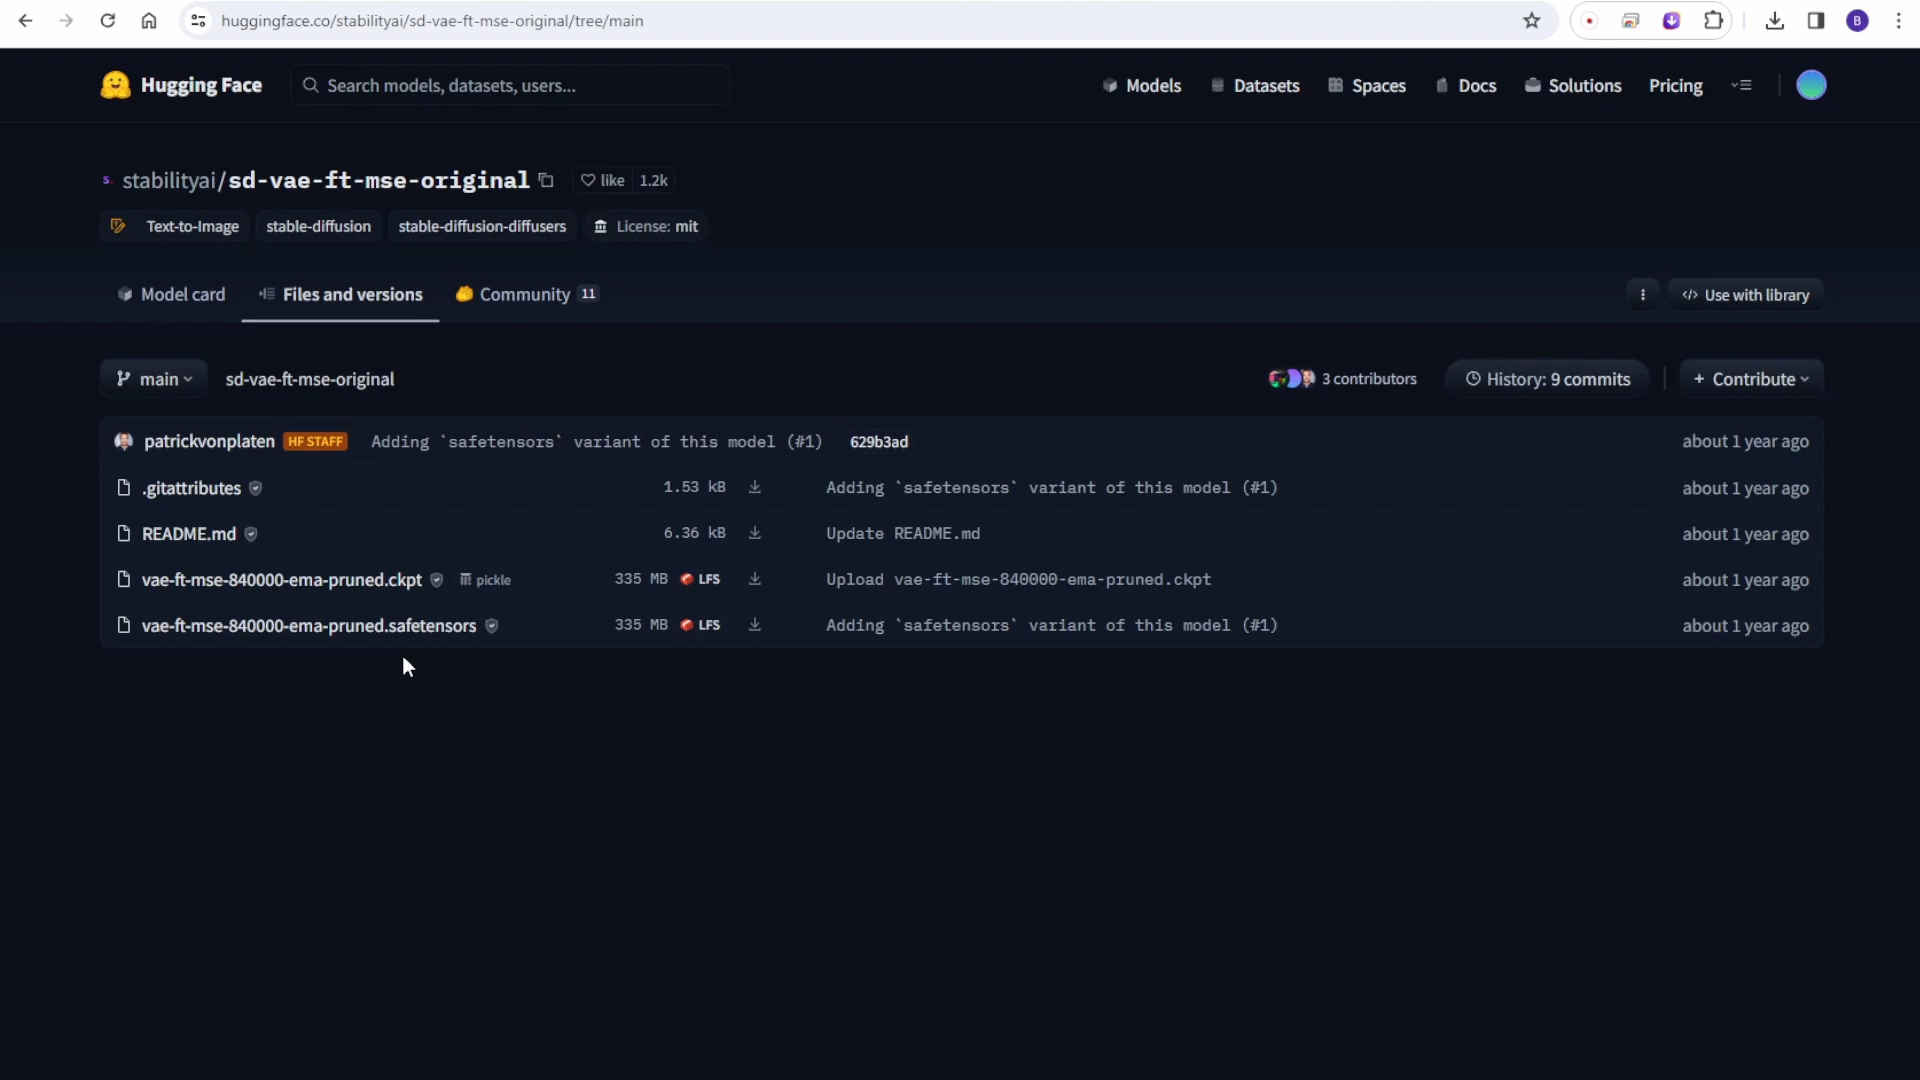 huggingface.co/stabilityai/sd-vae-ft-mse-original/tree/main
B
Hugging Face
Search models, datasets, users...
Models
Datasets
Spaces
Docs
Solutions
Pricing
s. stabilityai/sd-vae-ft-mse-original
like 1.2k
Text-to-Image
stable-diffusion
stable-diffusion-diffusers
License: mit
Model card
Files and versions
Community 11
</> Use with library
main
sd-vae-ft-mse-original
3 contributors
History: 9 commits
+ Contribute
patrickvonplaten HF STAFF Adding `safetensors` variant of this model (#1) 629b3ad about 1 year ago
.gitattributes 1.53 kB Adding `safetensors` variant of this model (#1) about 1 year ago
README.md 6.36 kB Update README.md about 1 year ago
vae-ft-mse-840000-ema-pruned.ckpt pickle 335 MB LFS Upload vae-ft-mse-840000-ema-pruned.ckpt about 1 year ago
vae-ft-mse-840000-ema-pruned.safetensors 335 MB LFS Adding `safetensors` variant of this model (#1) about 1 year ago